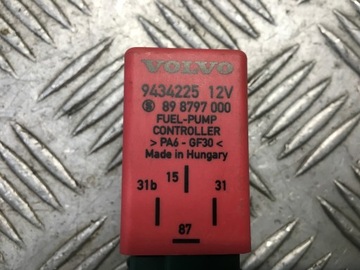 VOLVO
9434225 12V
89 8797 000
FUEL-PUMP
CONTROLLER
> PA6 - GF30 <
Made in Hungary
15
31b 31
87